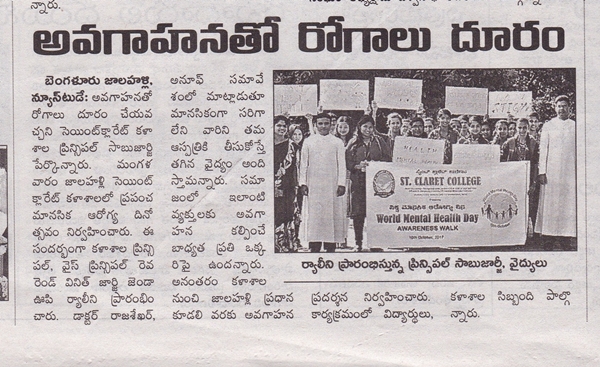 న్నారు.
అవగాహనతో రోగాలు దూరం
బెంగళూరు జాలహళ్లి,
న్యూస్‌టుడే: అవగాహనతో
రోగాలు దూరం చేయవ
చ్చని సెయింట్‌క్లారెట్ కళా
శాల ప్రిన్సిపల్ సాబుజార్జి
పేర్కొన్నారు. మంగళ
వారం జాలహళ్లి సెయింట్
క్లారెట్ కళాశాలలో ప్రపంచ
మానసిక ఆరోగ్య దినో
త్సవం నిర్వహించారు. ఈ
సందర్భంగా కళాశాల ప్రిన్సి
పల్, వైస్ ప్రిన్సిపల్ రెవ
రెండ్ వినిత్ జార్జి జెండా
ఊపి ర్యాలీని ప్రారంభిం
చారు. డాక్టర్ రాజశేఖర్,
అనూప్ సమావే
శంలో మాట్లాడుతూ
మానసికంగా సరిగా
లేని వారిని తమ
ఆస్పత్రికి తీసుకొస్తే
తగిన వైద్యం అంది
స్తామన్నారు. సమా
జంలో ఇలాంటి
వ్యక్తులకు అవగా
హన కల్పించే
బాధ్యత ప్రతి ఒక్క
రిపై ఉందన్నారు.
అనంతరం కళాశాల
నుంచి జాలహళ్లి ప్రధాన
కూడలి వరకు అవగాహన
ST. CLARET COLLEGE
World Mental Health Day
AWARENESS WALK
10th October, 2017
ర్యాలీని ప్రారంభిస్తున్న ప్రిన్సిపల్ సాబుజార్జీ, వైద్యులు
ప్రదర్శన నిర్వహించారు.
కార్యక్రమంలో విద్యార్థులు,
కళాశాల సిబ్బంది పాల్గొ
న్నారు.